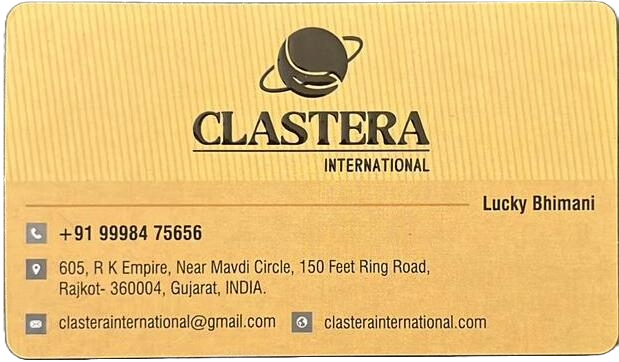 CLASTERA
INTERNATIONAL
Lucky Bhimani
+91 99984 75656
605, R K Empire, Near Mavdi Circle, 150 Feet Ring Road,
Rajkot- 360004, Gujarat, INDIA.
clasterainternational@gmail.com
clasterainternational.com